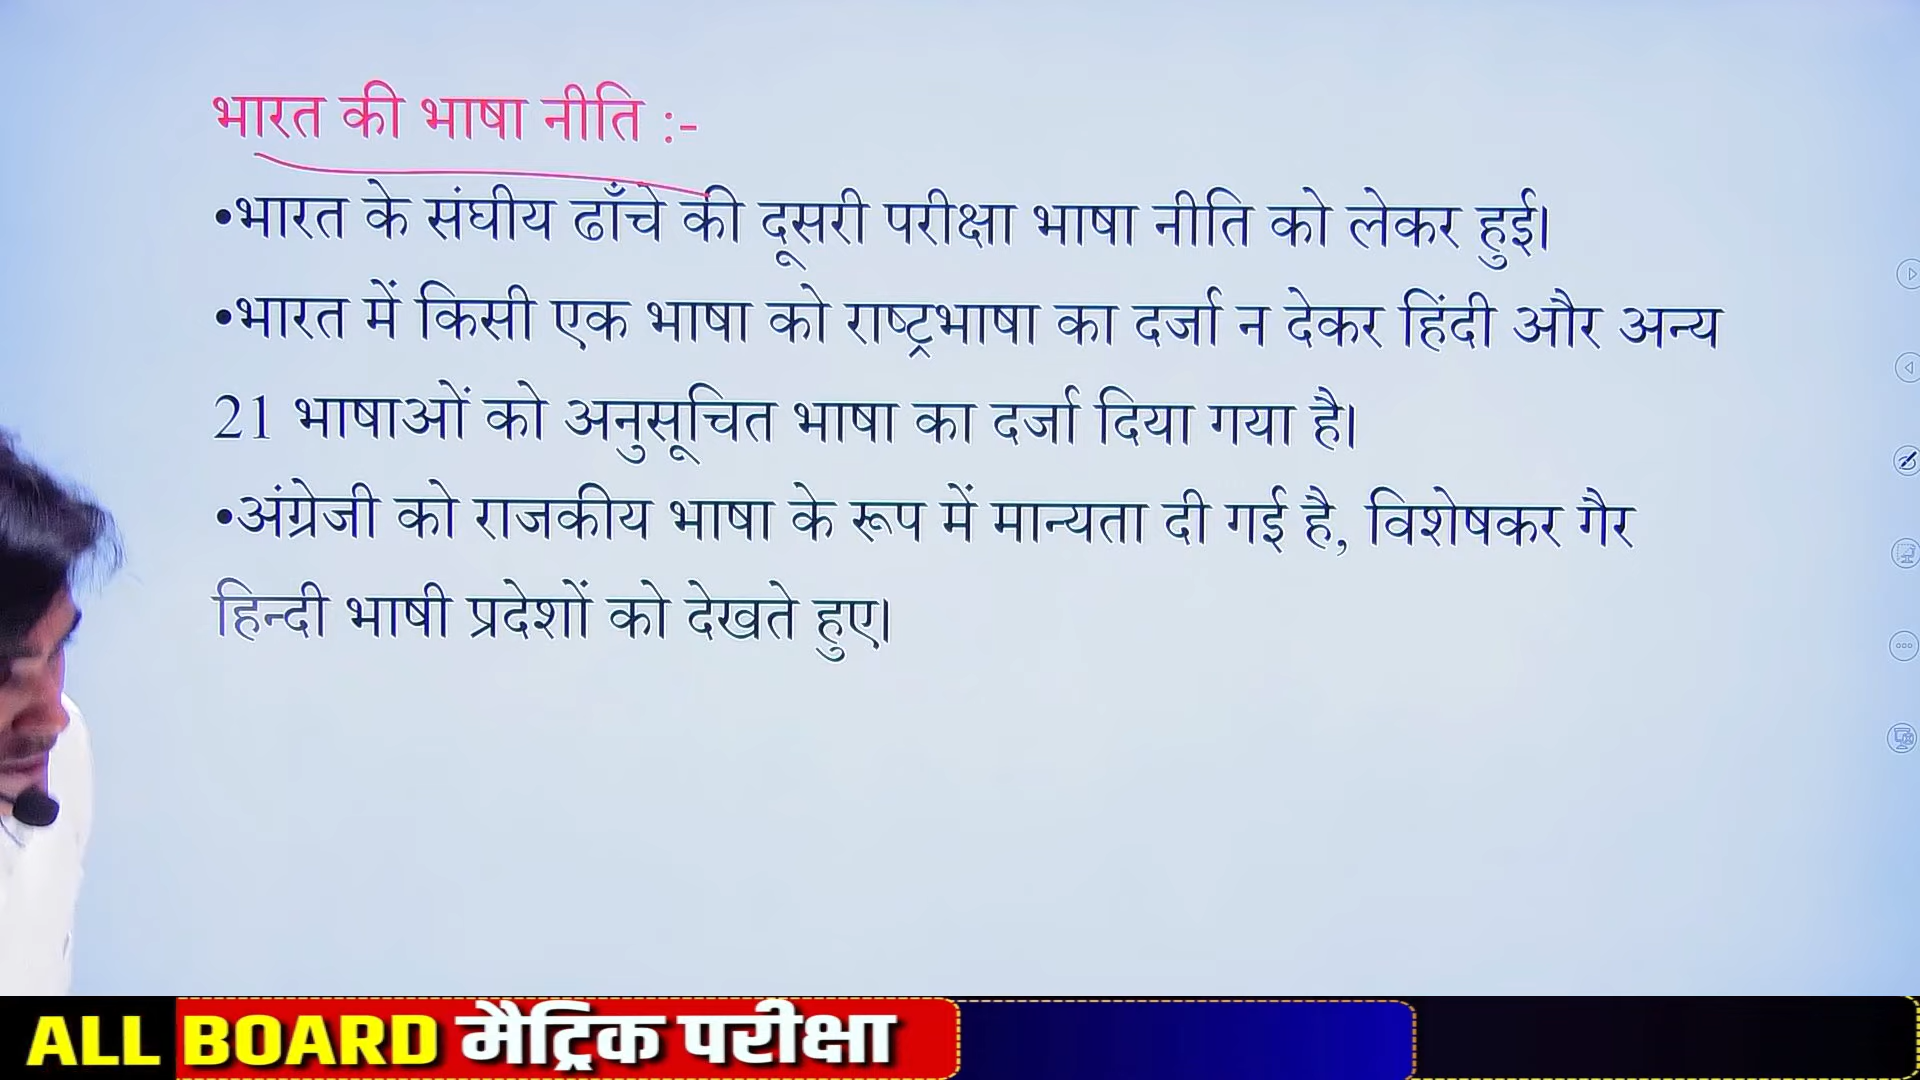 भारत की भाषा नीति :-
•भारत के संघीय ढाँचे की दूसरी परीक्षा भाषा नीति को लेकर हुई।
•भारत में किसी एक भाषा को राष्ट्रभाषा का दर्जा न देकर हिंदी और अन्य
21 भाषाओं को अनुसूचित भाषा का दर्जा दिया गया है।
•अंग्रेजी को राजकीय भाषा के रूप में मान्यता दी गई है, विशेषकर गैर
हिन्दी भाषी प्रदेशों को देखते हुए।
ALL BOARD मैट्रिक परीक्षा